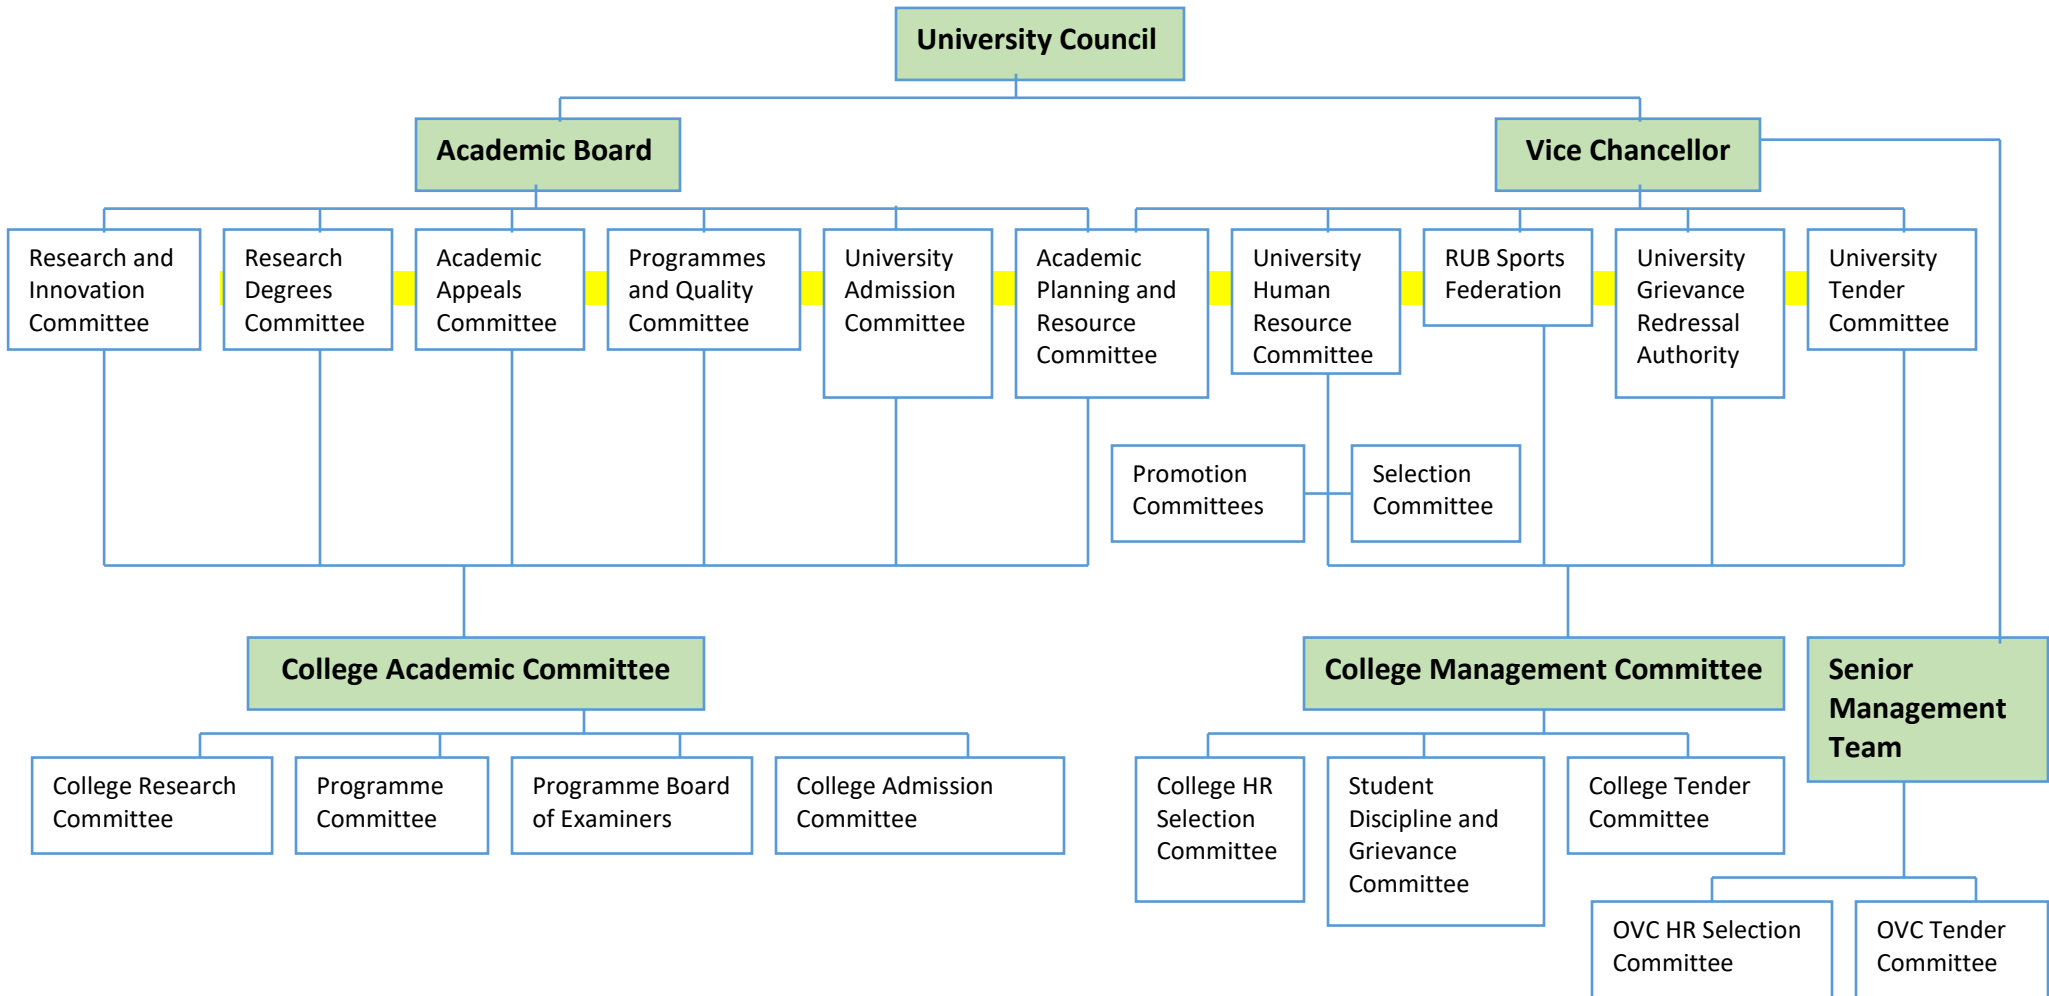 University Council
Academic Board
Vice Chancellor
Research and
Innovation
Committee
Research
Degrees
Committee
Academic
Appeals
Committee
Programmes
and Quality
Committee
University
Admission
Committee
Academic
Planning and
Resource
Committee
University
Human
Resource
Committee
RUB Sports
Federation
University
Grievance
Redressal
Authority
University
Tender
Committee
Promotion
Committees
Selection
Committee
College Academic Committee
College Management Committee
Senior
Management
Team
College Research
Committee
Programme
Committee
Programme Board
of Examiners
College Admission
Committee
College HR
Selection
Committee
Student
Discipline and
Grievance
Committee
College Tender
Committee
OVC HR Selection
Committee
OVC Tender
Committee